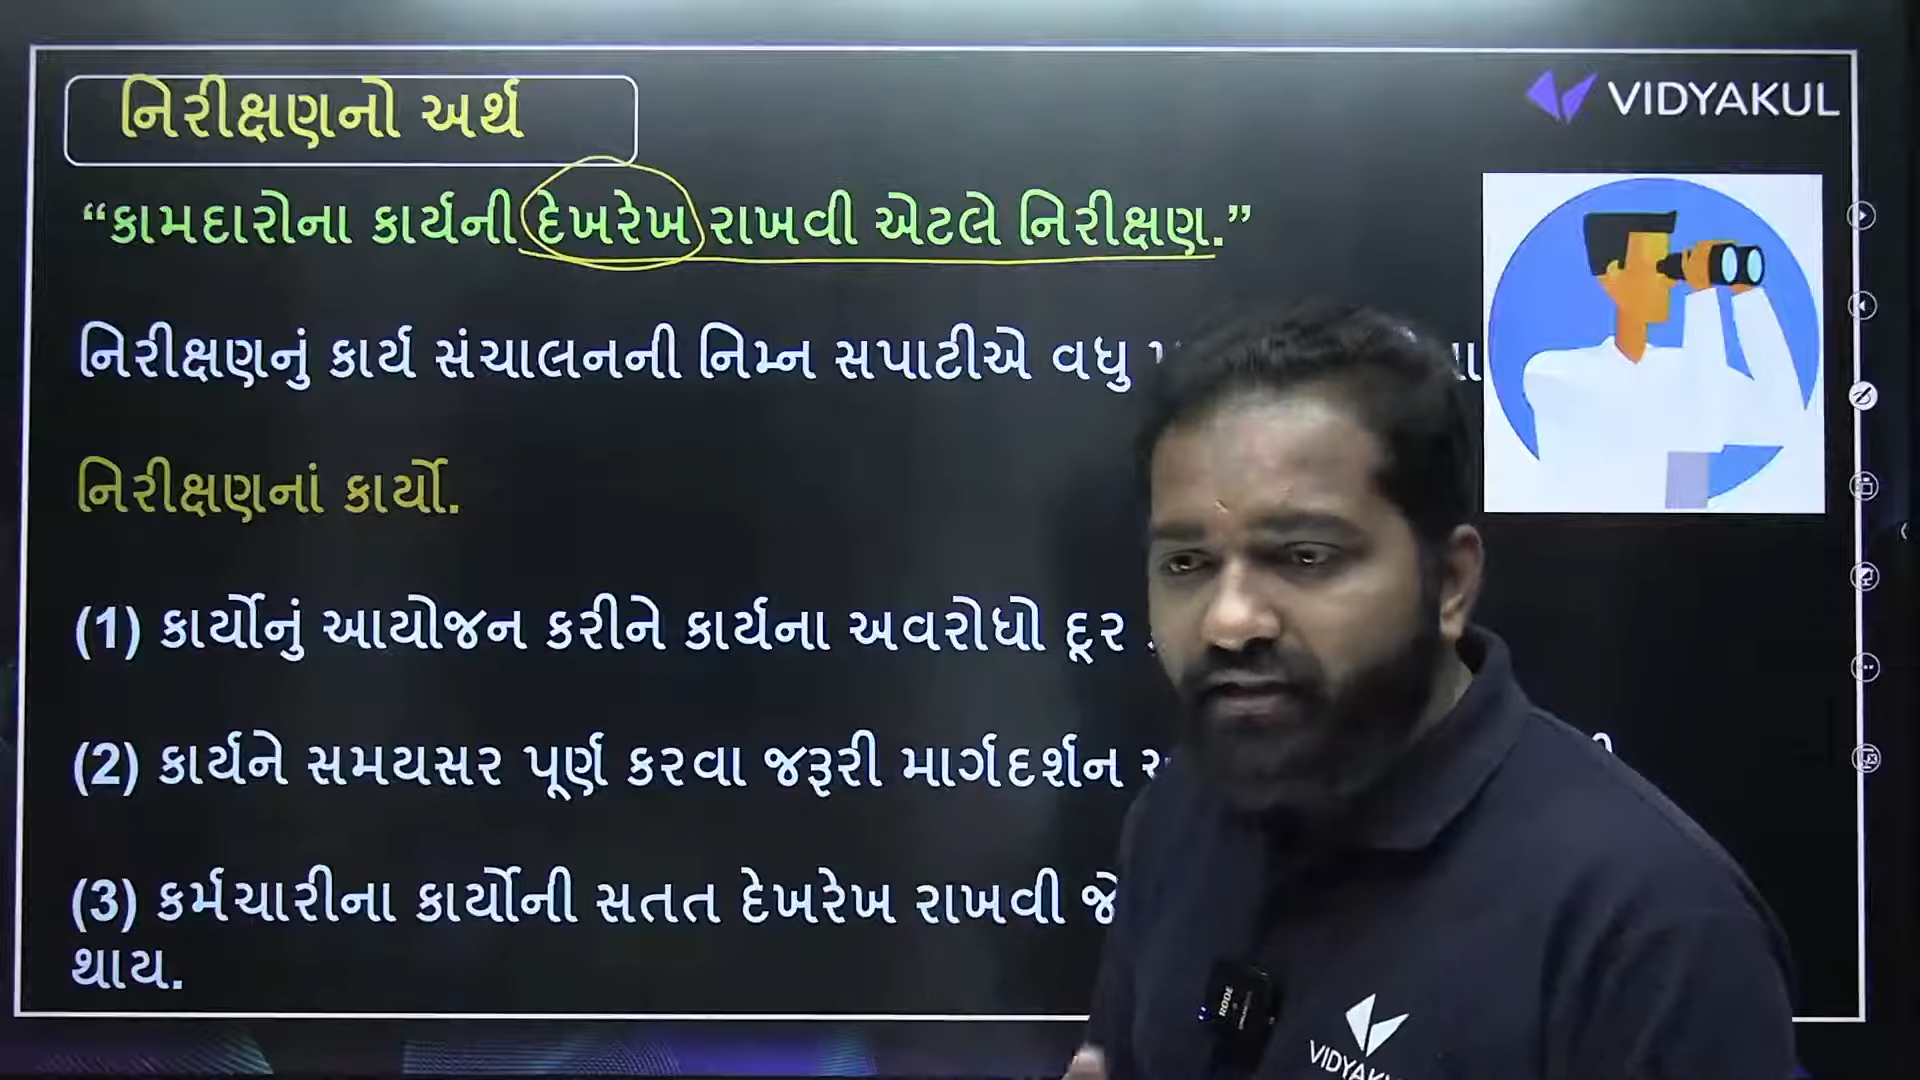 નિરીક્ષણનો અર્થ
VIDYAKUL
“કામદારોના કાર્યની દેખરેખ રાખવી એટલે નિરીક્ષણ.”
નિરીક્ષણનું કાર્ય સંચાલનની નિમ્ન સપાટીએ વધુ
નિરીક્ષણનાં કાર્યો.
(1) કાર્યોનું આયોજન કરીને કાર્યના અવરોધો દૂર
(2) કાર્યને સમયસર પૂર્ણ કરવા જરૂરી માર્ગદર્શન
(3) કર્મચારીના કાર્યોની સતત દેખરેખ રાખવી જે
થાય.
RODE